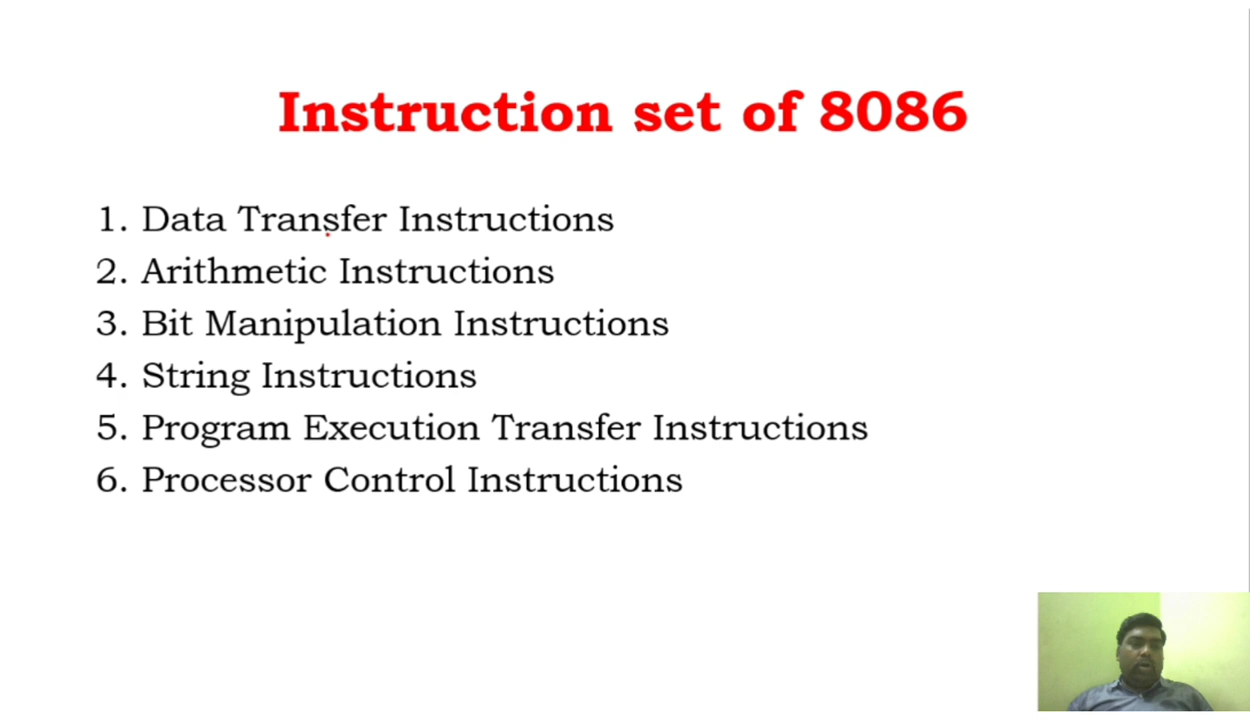 Instruction set of 8086
1. Data Transfer Instructions
2. Arithmetic Instructions
3. Bit Manipulation Instructions
4. String Instructions
5. Program Execution Transfer Instructions
6. Processor Control Instructions